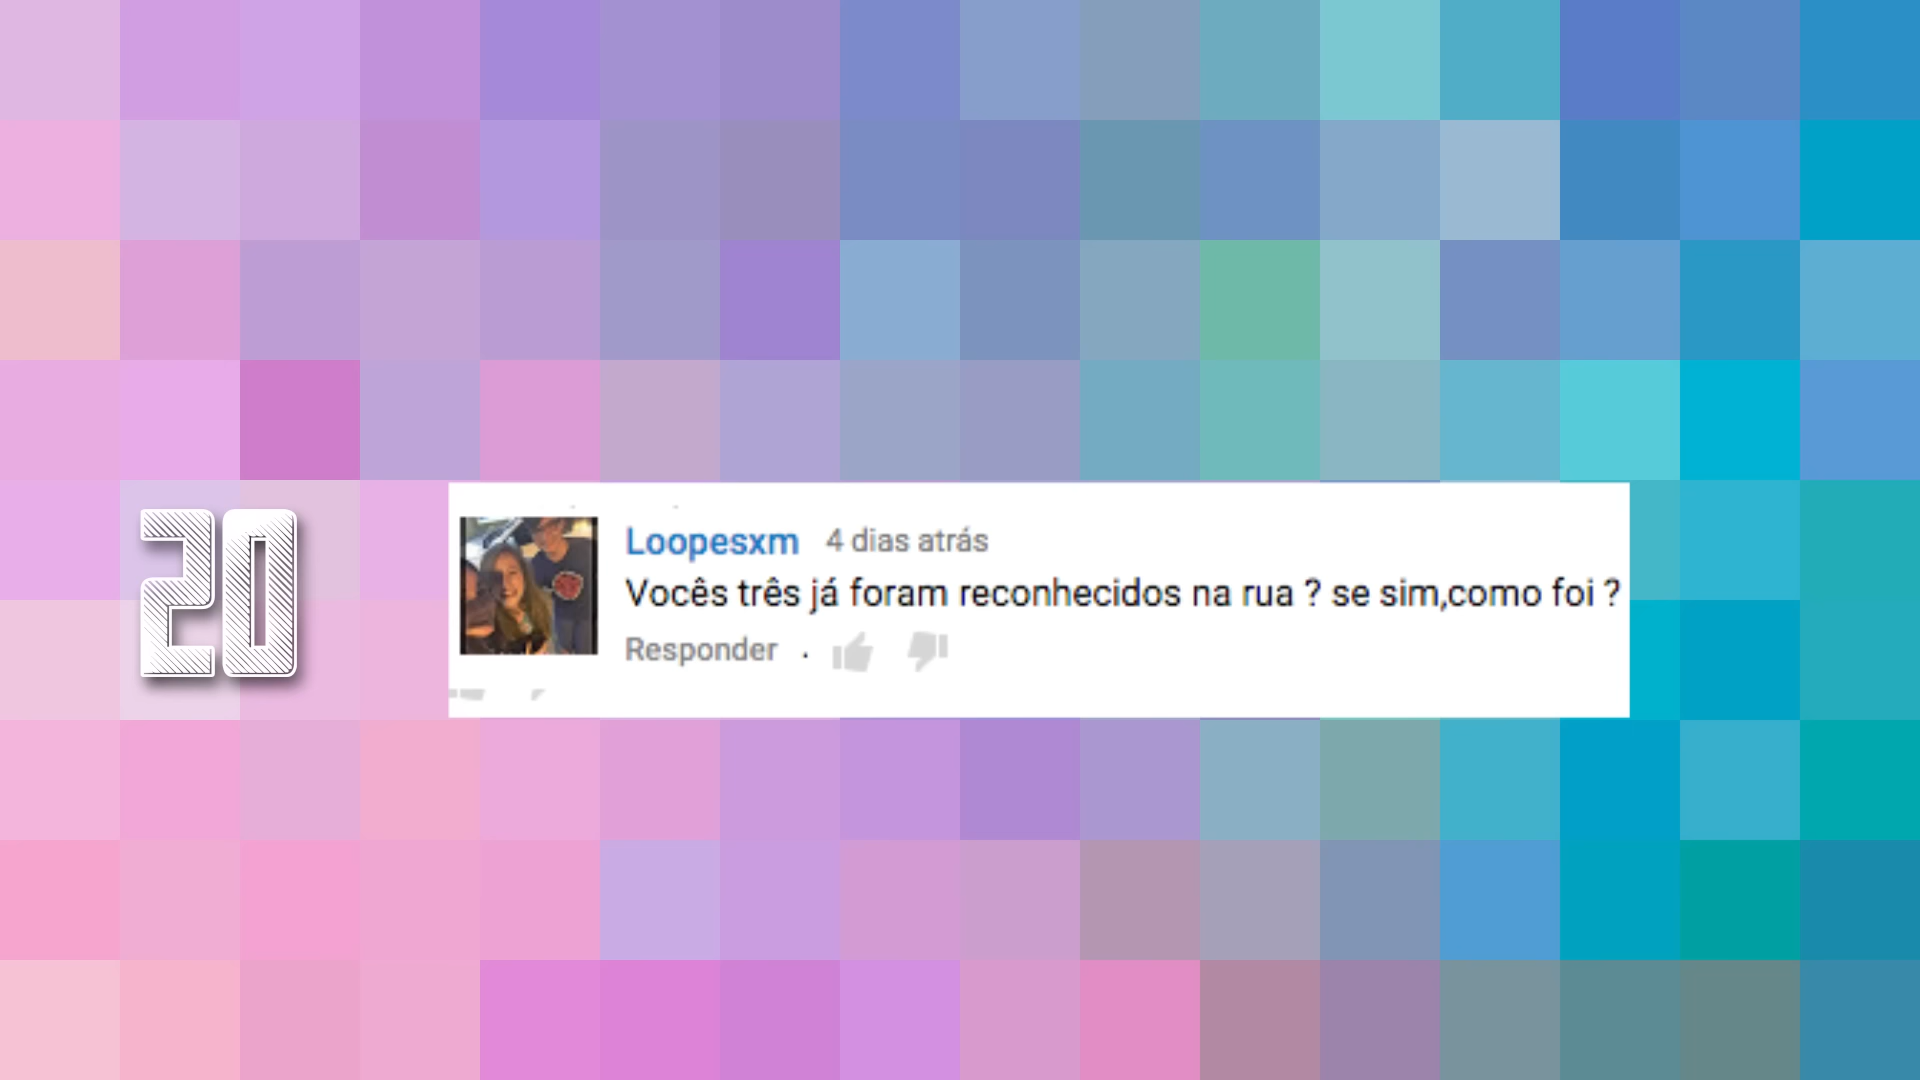 20
Loopesxm 4 dias atrás
Vocês três já foram reconhecidos na rua ? se sim,como foi ?
Responder .